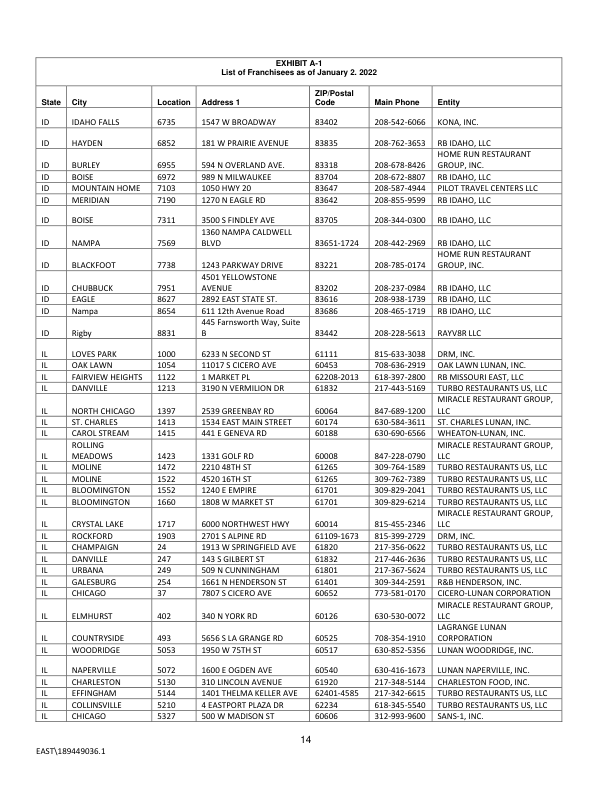 EXHIBIT A-1
List of Franchisees as of January 2. 2022
State City Location Address 1 ZIP/Postal Code Main Phone Entity
ID IDAHO FALLS 6735 1547 W BROADWAY 83402 208-542-6066 KONA, INC.
ID HAYDEN 6852 181 W PRAIRIE AVENUE 83835 208-762-3653 RB IDAHO, LLC
ID BURLEY 6955 594 N OVERLAND AVE. 83318 208-678-8426 HOME RUN RESTAURANT GROUP, INC.
ID BOISE 6972 989 N MILWAUKEE 83704 208-672-8807 RB IDAHO, LLC
ID MOUNTAIN HOME 7103 1050 HWY 20 83647 208-587-4944 PILOT TRAVEL CENTERS LLC
ID MERIDIAN 7190 1270 N EAGLE RD 83642 208-855-9599 RB IDAHO, LLC
ID BOISE 7311 3500 S FINDLEY AVE 83705 208-344-0300 RB IDAHO, LLC
ID NAMPA 7569 1360 NAMPA CALDWELL BLVD 83651-1724 208-442-2969 RB IDAHO, LLC
ID BLACKFOOT 7738 1243 PARKWAY DRIVE 83221 208-785-0174 HOME RUN RESTAURANT GROUP, INC.
ID CHUBBUCK 7951 4501 YELLOWSTONE AVENUE 83202 208-237-0984 RB IDAHO, LLC
ID EAGLE 8627 2892 EAST STATE ST. 83616 208-938-1739 RB IDAHO, LLC
ID Nampa 8654 611 12th Avenue Road 83686 208-465-1719 RB IDAHO, LLC
ID Rigby 8831 445 Farnsworth Way, Suite B 83442 208-228-5613 RAYV8R LLC
IL LOVES PARK 1000 6233 N SECOND ST 61111 815-633-3038 DRM, INC.
IL OAK LAWN 1054 11017 S CICERO AVE 60453 708-636-2919 OAK LAWN LUNAN, INC.
IL FAIRVIEW HEIGHTS 1122 1 MARKET PL 62208-2013 618-397-2800 RB MISSOURI EAST, LLC
IL DANVILLE 1213 3190 N VERMILION DR 61832 217-443-5169 TURBO RESTAURANTS US, LLC
IL NORTH CHICAGO 1397 2539 GREENBAY RD 60064 847-689-1200 MIRACLE RESTAURANT GROUP, LLC
IL ST. CHARLES 1413 1534 EAST MAIN STREET 60174 630-584-3611 ST. CHARLES LUNAN, INC.
IL CAROL STREAM 1415 441 E GENEVA RD 60188 630-690-6566 WHEATON-LUNAN, INC.
IL ROLLING MEADOWS 1423 1331 GOLF RD 60008 847-228-0790 MIRACLE RESTAURANT GROUP, LLC
IL MOLINE 1472 2210 48TH ST 61265 309-764-1589 TURBO RESTAURANTS US, LLC
IL MOLINE 1522 4520 16TH ST 61265 309-762-7389 TURBO RESTAURANTS US, LLC
IL BLOOMINGTON 1552 1240 E EMPIRE 61701 309-829-2041 TURBO RESTAURANTS US, LLC
IL BLOOMINGTON 1660 1808 W MARKET ST 61701 309-829-6214 TURBO RESTAURANTS US, LLC
IL CRYSTAL LAKE 1717 6000 NORTHWEST HWY 60014 815-455-2346 MIRACLE RESTAURANT GROUP, LLC
IL ROCKFORD 1903 2701 S ALPINE RD 61109-1673 815-399-2729 DRM, INC.
IL CHAMPAIGN 24 1913 W SPRINGFIELD AVE 61820 217-356-0622 TURBO RESTAURANTS US, LLC
IL DANVILLE 247 143 S GILBERT ST 61832 217-446-2636 TURBO RESTAURANTS US, LLC
IL URBANA 249 509 N CUNNINGHAM 61801 217-367-5624 TURBO RESTAURANTS US, LLC
IL GALESBURG 254 1661 N HENDERSON ST 61401 309-344-2591 R&B HENDERSON, INC.
IL CHICAGO 37 7807 S CICERO AVE 60652 773-581-0170 CICERO-LUNAN CORPORATION
IL ELMHURST 402 340 N YORK RD 60126 630-530-0072 MIRACLE RESTAURANT GROUP, LLC
IL COUNTRYSIDE 493 5656 S LA GRANGE RD 60525 708-354-1910 LAGRANGE LUNAN CORPORATION
IL WOODRIDGE 5053 1950 W 75TH ST 60517 630-852-5356 LUNAN WOODRIDGE, INC.
IL NAPERVILLE 5072 1600 E OGDEN AVE 60540 630-416-1673 LUNAN NAPERVILLE, INC.
IL CHARLESTON 5130 310 LINCOLN AVENUE 61920 217-348-5144 CHARLESTON FOOD, INC.
IL EFFINGHAM 5144 1401 THELMA KELLER AVE 62401-4585 217-342-6615 TURBO RESTAURANTS US, LLC
IL COLLINSVILLE 5210 4 EASTPORT PLAZA DR 62234 618-345-5540 TURBO RESTAURANTS US, LLC
IL CHICAGO 5327 500 W MADISON ST 60606 312-993-9600 SANS-1, INC.
14
EAST\189449036.1